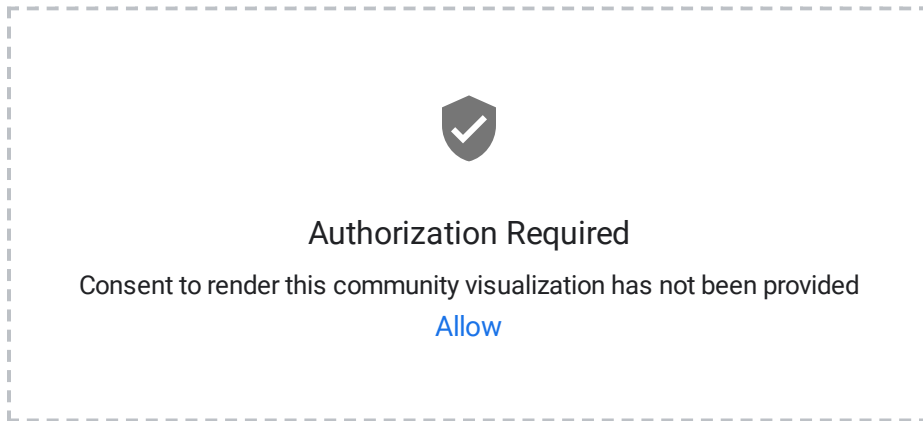 Authorization Required
Consent to render this community visualization has not been provided
Allow